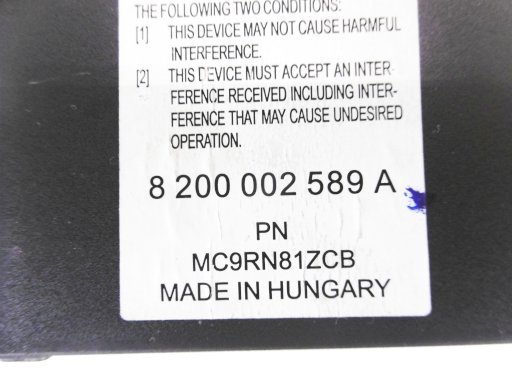 THE FOLLOWING TWO CONDITIONS:
[1] THIS DEVICE MAY NOT CAUSE HARMFUL
INTERFERENCE.
[2] THIS DEVICE MUST ACCEPT AN INTER-
FERENCE RECEIVED INCLUDING INTER-
FERENCE THAT MAY CAUSE UNDESIRED
OPERATION.
8 200 002 589 A
PN
MC9RN81ZCB
MADE IN HUNGARY